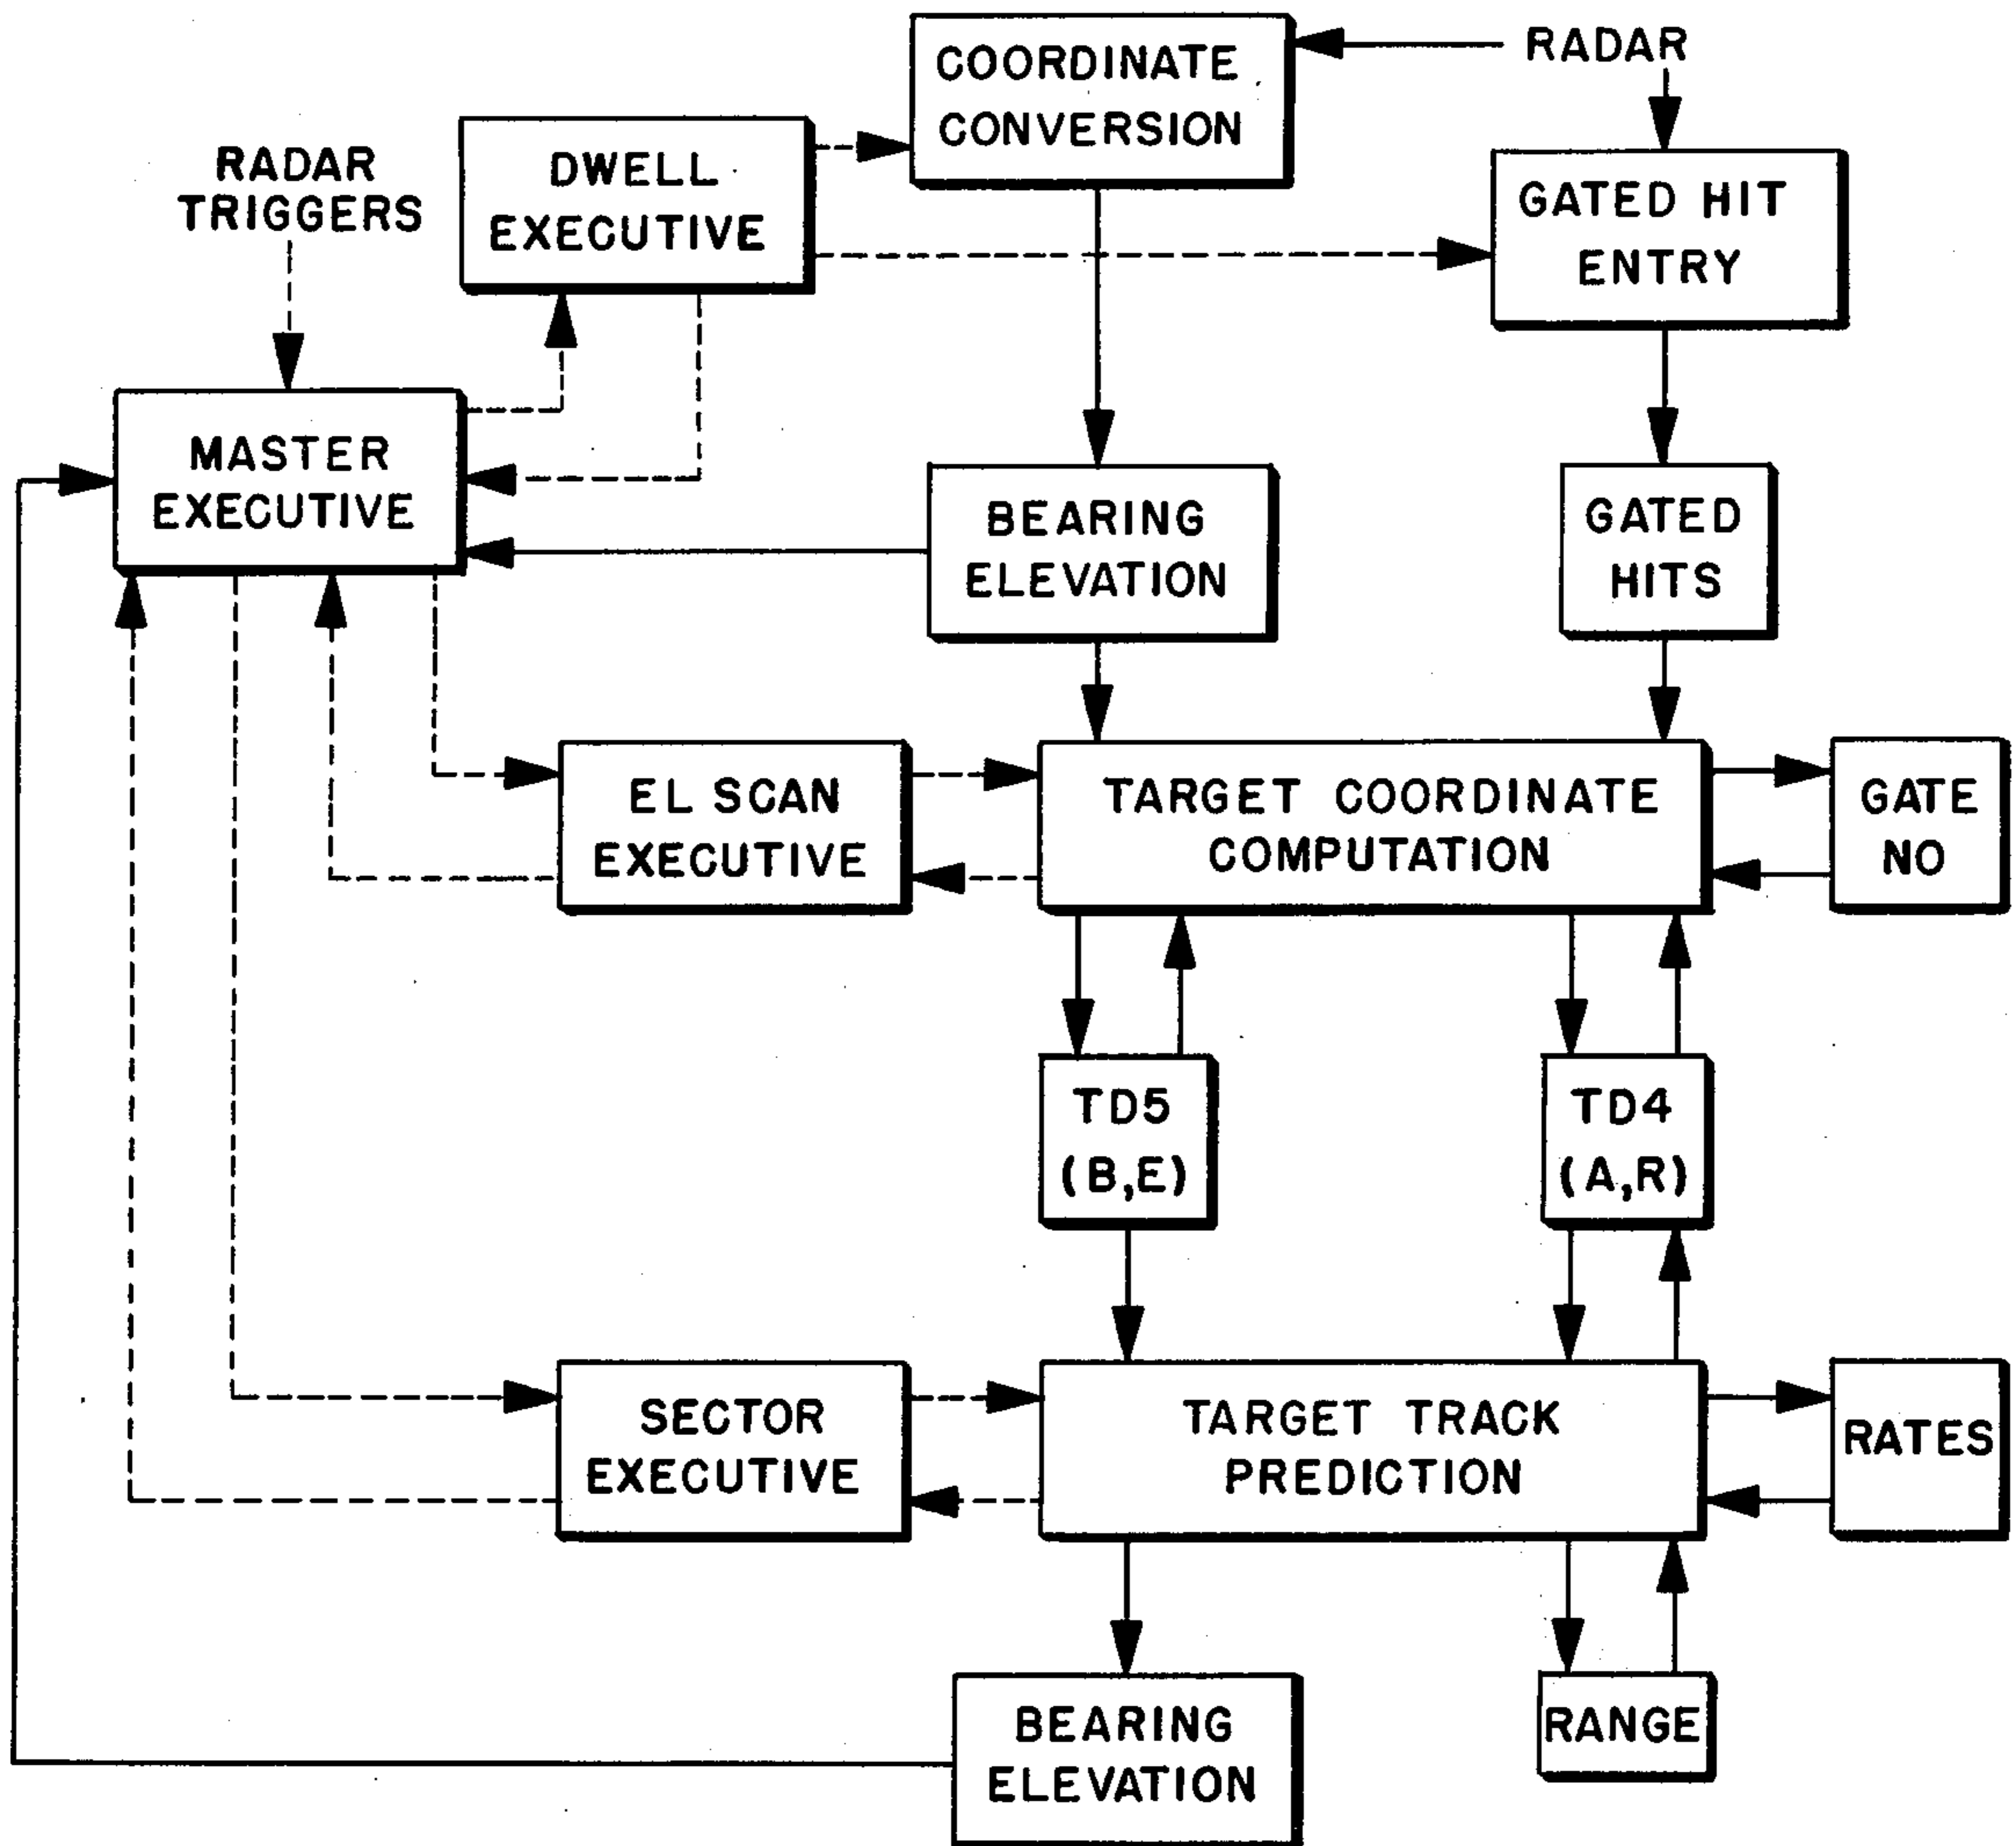 COORDINATE
CONVERSION
RADAR
DWELL
EXECUTIVE
RADAR
TRIGGERS
GATED HIT
ENTRY
MASTER
EXECUTIVE
BEARING
ELEVATION
GATED
HITS
EL SCAN
EXECUTIVE
TARGET COORDINATE
COMPUTATION
GATE
NO
TD5
(B,E)
TD4
(A,R)
SECTOR
EXECUTIVE
TARGET TRACK
PREDICTION
RATES
BEARING
ELEVATION
RANGE